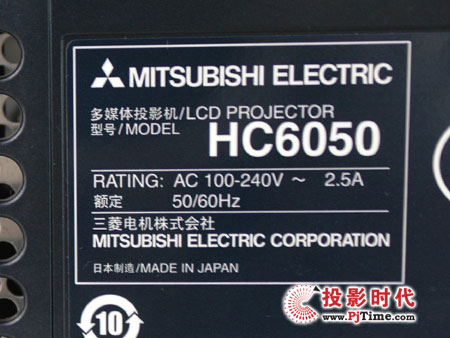 MITSUBISHI ELECTRIC
多媒体投影机/LCD PROJECTOR
型号/MODEL HC6050
RATING: AC 100-240V ～ 2.5A
额定 50/60Hz
三菱电机株式会社
MITSUBISHI ELECTRIC CORPORATION
日本制造/MADE IN JAPAN
10
投影时代
www.PjTime.com